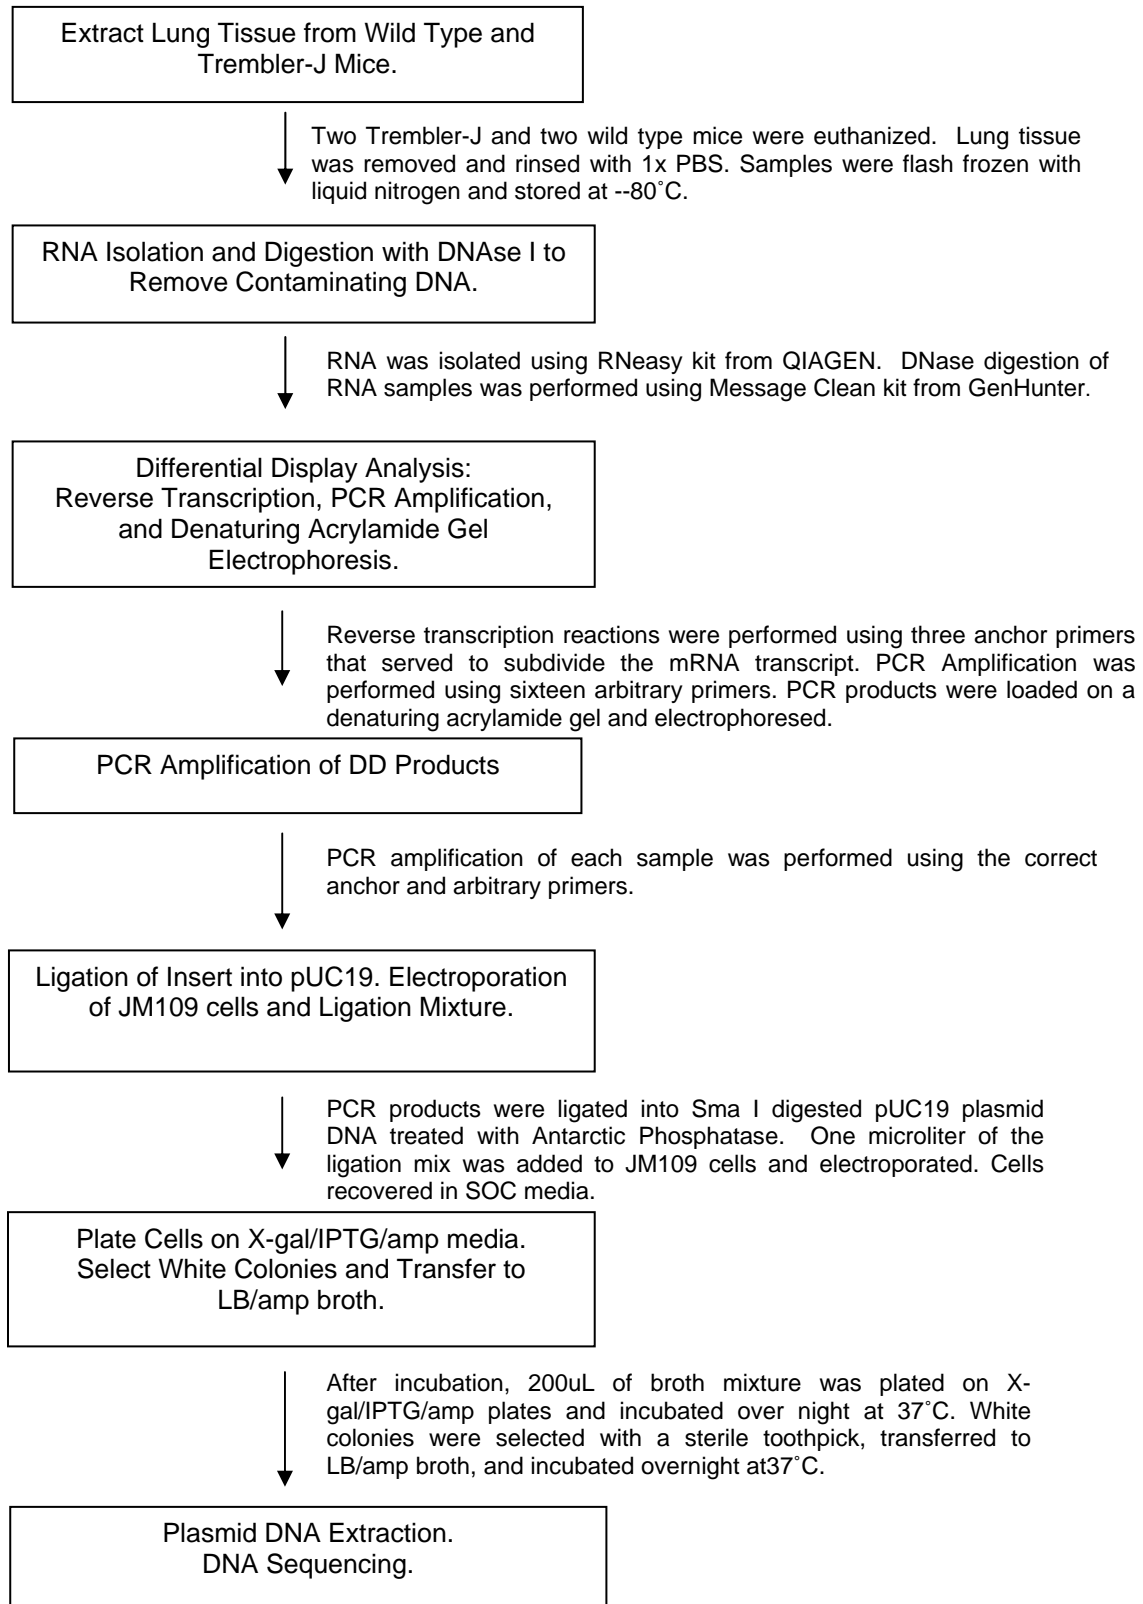 Extract Lung Tissue from Wild Type and
Trembler-J Mice.
Two Trembler-J and two wild type mice were euthanized. Lung tissue
was removed and rinsed with 1x PBS. Samples were flash frozen with
liquid nitrogen and stored at --80˚C.
RNA Isolation and Digestion with DNAse I to
Remove Contaminating DNA.
RNA was isolated using RNeasy kit from QIAGEN. DNase digestion of
RNA samples was performed using Message Clean kit from GenHunter.
Differential Display Analysis:
Reverse Transcription, PCR Amplification,
and Denaturing Acrylamide Gel
Electrophoresis.
Reverse transcription reactions were performed using three anchor primers
that served to subdivide the mRNA transcript. PCR Amplification was
performed using sixteen arbitrary primers. PCR products were loaded on a
denaturing acrylamide gel and electrophoresed.
PCR Amplification of DD Products
PCR amplification of each sample was performed using the correct
anchor and arbitrary primers.
Ligation of Insert into pUC19. Electroporation
of JM109 cells and Ligation Mixture.
PCR products were ligated into Sma I digested pUC19 plasmid
DNA treated with Antarctic Phosphatase. One microliter of the
ligation mix was added to JM109 cells and electroporated. Cells
recovered in SOC media.
Plate Cells on X-gal/IPTG/amp media.
Select White Colonies and Transfer to
LB/amp broth.
After incubation, 200uL of broth mixture was plated on X-
gal/IPTG/amp plates and incubated over night at 37˚C. White
colonies were selected with a sterile toothpick, transferred to
LB/amp broth, and incubated overnight at37˚C.
Plasmid DNA Extraction.
DNA Sequencing.